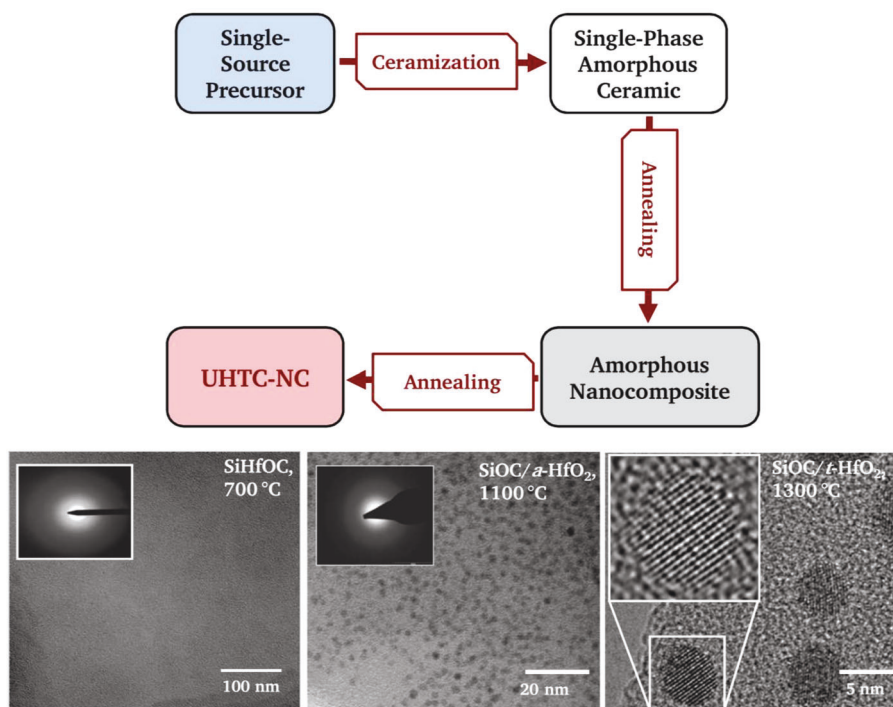 Single-
Source
Precursor
Ceramization
Single-Phase
Amorphous
Ceramic
Annealing
Amorphous
Nanocomposite
Annealing
UHTC-NC
SiHfOC,
700 °C
100 nm
SiOC/a-HfO₂,
1100 °C
20 nm
SiOC/t-HfO₂,
1300 °C
5 nm